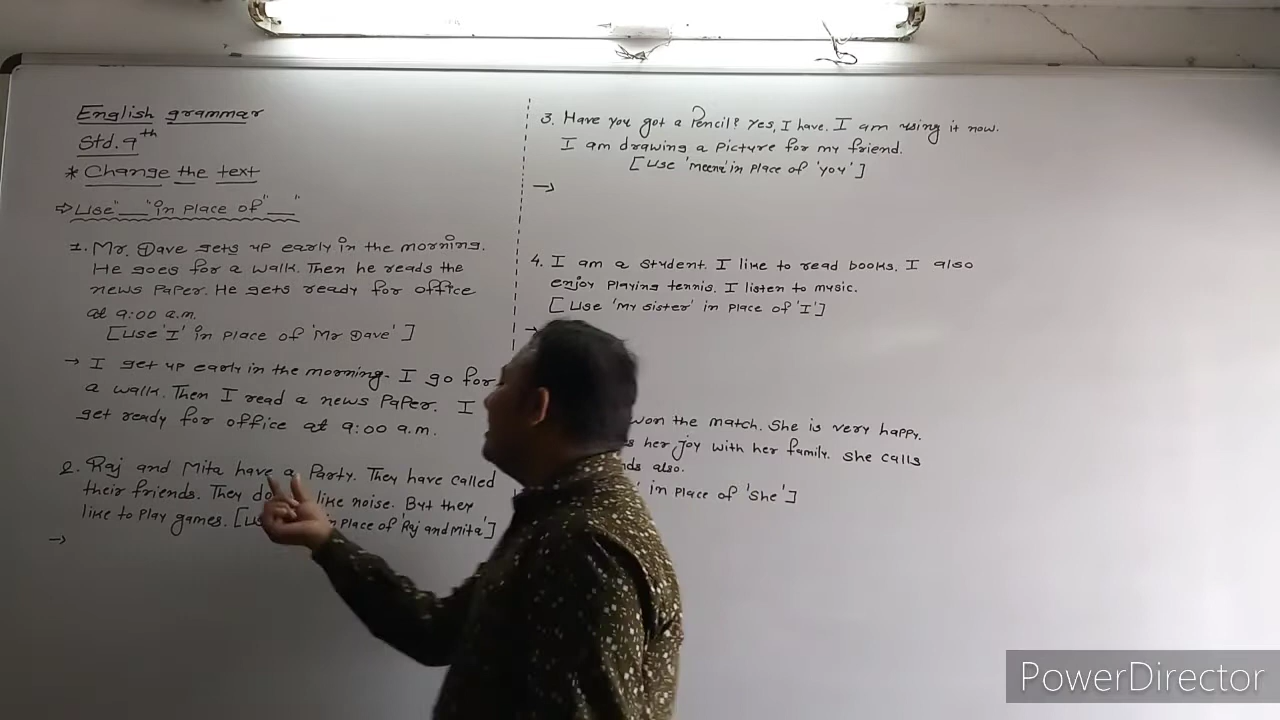 English grammar
Std. 9th
* Change the text
⇒ Use "___" in place of "___"
1. Mr. Dave gets up early in the morning.
He goes for a walk. Then he reads the
news paper. He gets ready for office
at 9:00 a.m.
[Use 'I' in place of 'Mr Dave']
→ I get up early in the morning. I go for
a walk. Then I read a news paper. I
get ready for office at 9:00 a.m.
2. Raj and Mita have a party. They have called
their friends. They do like noise. But they
like to play games. [Us in place of 'Raj and Mita']
→
3. Have you got a pencil? Yes, I have. I am using it now.
I am drawing a picture for my friend.
[Use 'meena' in place of 'you']
→
4. I am a student. I like to read books. I also
enjoy playing tennis. I listen to music.
[Use 'My sister' in place of 'I']
→
won the match. She is very happy.
her joy with her family. She calls
also.
in place of 'She']
PowerDirector